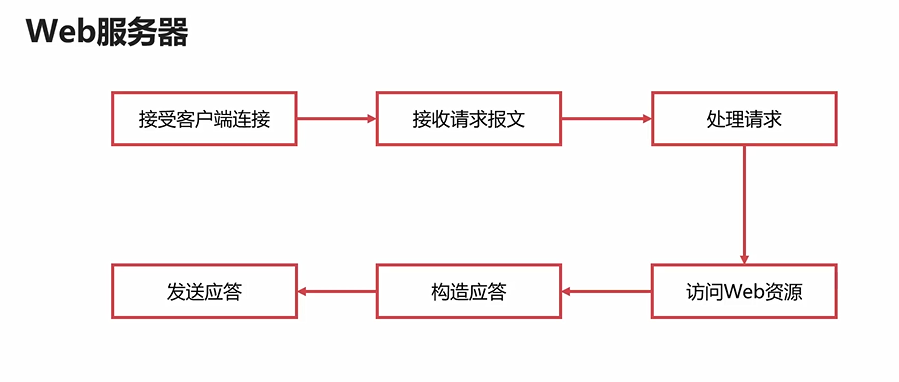 Web服务器
接受客户端连接
接收请求报文
处理请求
访问Web资源
构造应答
发送应答